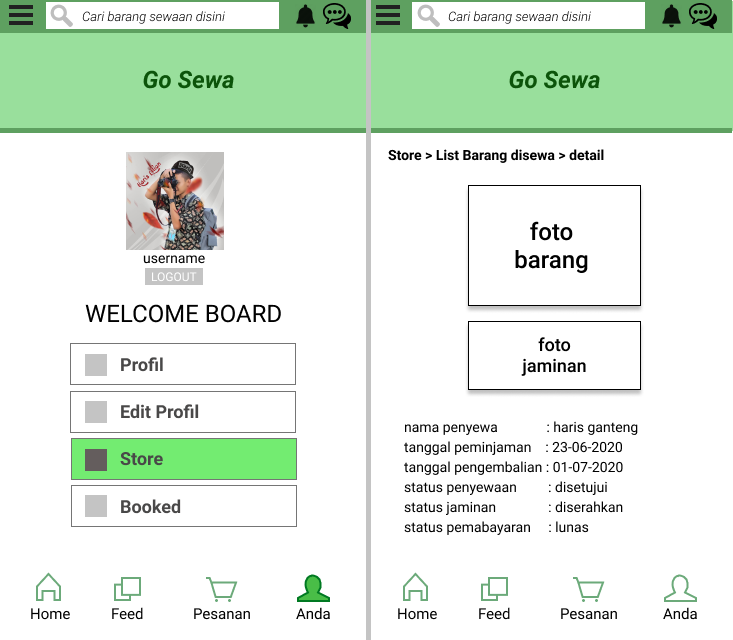 Cari barang sewaan disini
Go Sewa
username
LOGOUT
WELCOME BOARD
Profil
Edit Profil
Store
Booked
Home
Feed
Pesanan
Anda
Cari barang sewaan disini
Go Sewa
Store > List Barang disewa > detail
foto
barang
foto
jaminan
nama penyewa : haris ganteng
tanggal peminjaman : 23-06-2020
tanggal pengembalian : 01-07-2020
status penyewaan : disetujui
status jaminan : diserahkan
status pemabayaran : lunas
Home
Feed
Pesanan
Anda